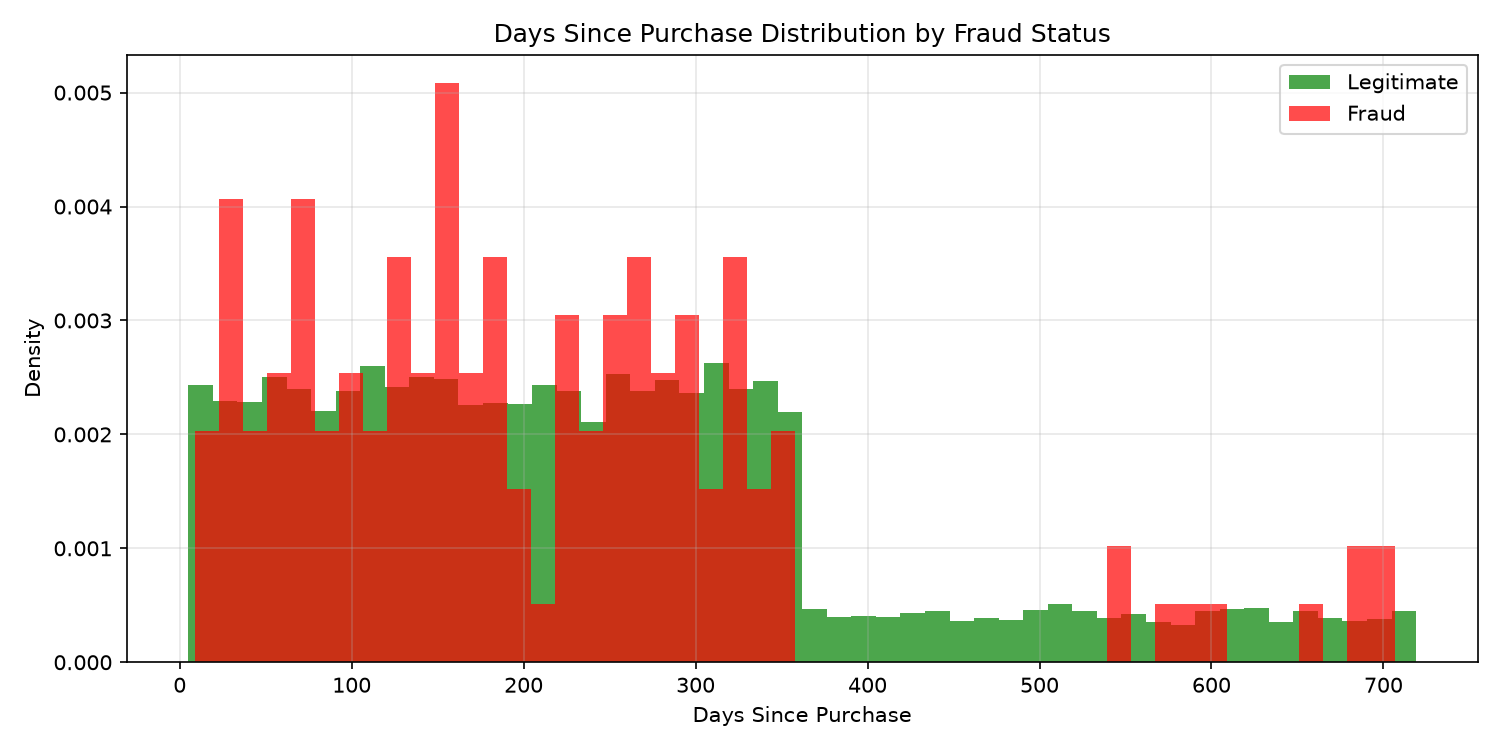 Days Since Purchase Distribution by Fraud Status
Legitimate
Fraud
Density
0.005
0.004
0.003
0.002
0.001
0.000
0 100 200 300 400 500 600 700
Days Since Purchase